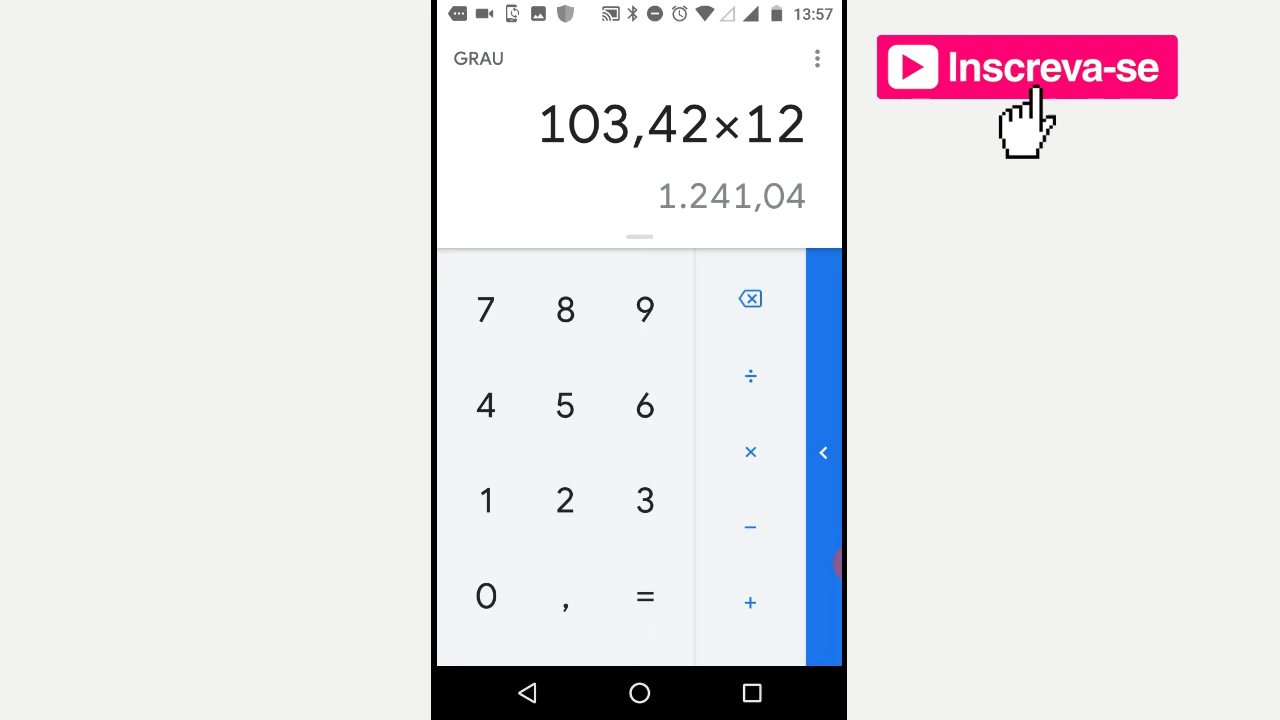 13:57
GRAU
Inscreva-se
103,42×12
1.241,04
7 8 9
÷
4 5 6
×
1 2 3
−
0 , =
+